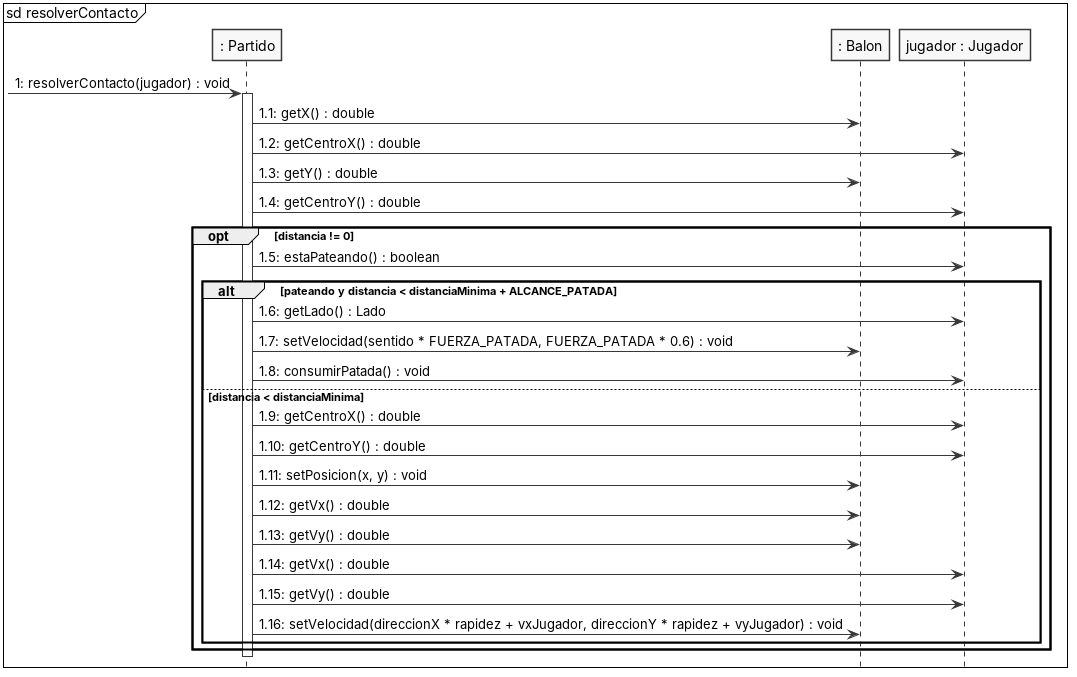 sd resolverContacto
: Partido
: Balon
jugador : Jugador
1: resolverContacto(jugador) : void
1.1: getX() : double
1.2: getCentroX() : double
1.3: getY() : double
1.4: getCentroY() : double
opt
[distancia != 0]
1.5: estaPateando() : boolean
alt
[pateando y distancia < distanciaMinima + ALCANCE_PATADA]
1.6: getLado() : Lado
1.7: setVelocidad(sentido * FUERZA_PATADA, FUERZA_PATADA * 0.6) : void
1.8: consumirPatada() : void
[distancia < distanciaMinima]
1.9: getCentroX() : double
1.10: getCentroY() : double
1.11: setPosicion(x, y) : void
1.12: getVx() : double
1.13: getVy() : double
1.14: getVx() : double
1.15: getVy() : double
1.16: setVelocidad(direccionX * rapidez + vxJugador, direccionY * rapidez + vyJugador) : void